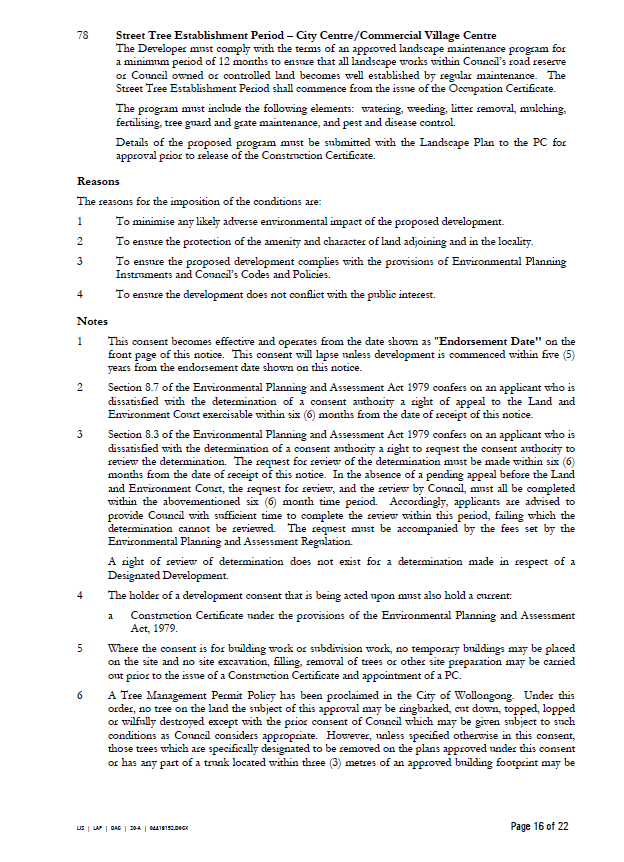 78 Street Tree Establishment Period – City Centre/Commercial Village Centre
The Developer must comply with the terms of an approved landscape maintenance program for
a minimum period of 12 months to ensure that all landscape works within Council's road reserve
or Council owned or controlled land becomes well established by regular maintenance. The
Street Tree Establishment Period shall commence from the issue of the Occupation Certificate.
The program must include the following elements: watering, weeding, litter removal, mulching,
fertilising, tree guard and grate maintenance, and pest and disease control.
Details of the proposed program must be submitted with the Landscape Plan to the PC for
approval prior to release of the Construction Certificate.
Reasons
The reasons for the imposition of the conditions are:
1 To minimise any likely adverse environmental impact of the proposed development.
2 To ensure the protection of the amenity and character of land adjoining and in the locality.
3 To ensure the proposed development complies with the provisions of Environmental Planning
Instruments and Council's Codes and Policies.
4 To ensure the development does not conflict with the public interest.
Notes
1 This consent becomes effective and operates from the date shown as "Endorsement Date" on the
front page of this notice. This consent will lapse unless development is commenced within five (5)
years from the endorsement date shown on this notice.
2 Section 8.7 of the Environmental Planning and Assessment Act 1979 confers on an applicant who is
dissatisfied with the determination of a consent authority a right of appeal to the Land and
Environment Court exercisable within six (6) months from the date of receipt of this notice.
3 Section 8.3 of the Environmental Planning and Assessment Act 1979 confers on an applicant who is
dissatisfied with the determination of a consent authority a right to request the consent authority to
review the determination. The request for review of the determination must be made within six (6)
months from the date of receipt of this notice. In the absence of a pending appeal before the Land
and Environment Court, the request for review, and the review by Council, must all be completed
within the abovementioned six (6) month time period. Accordingly, applicants are advised to
provide Council with sufficient time to complete the review within this period, failing which the
determination cannot be reviewed. The request must be accompanied by the fees set by the
Environmental Planning and Assessment Regulation.
A right of review of determination does not exist for a determination made in respect of a
Designated Development.
4 The holder of a development consent that is being acted upon must also hold a current:
a Construction Certificate under the provisions of the Environmental Planning and Assessment
Act, 1979.
5 Where the consent is for building work or subdivision work, no temporary buildings may be placed
on the site and no site excavation, filling, removal of trees or other site preparation may be carried
out prior to the issue of a Construction Certificate and appointment of a PC.
6 A Tree Management Permit Policy has been proclaimed in the City of Wollongong. Under this
order, no tree on the land the subject of this approval may be ringbarked, cut down, topped, lopped
or wilfully destroyed except with the prior consent of Council which may be given subject to such
conditions as Council considers appropriate. However, unless specified otherwise in this consent,
those trees which are specifically designated to be removed on the plans approved under this consent
or has any part of a trunk located within three (3) metres of an approved building footprint may be
LIS | LAP | DAG | 20-A | 04419152.DOCX Page 16 of 22